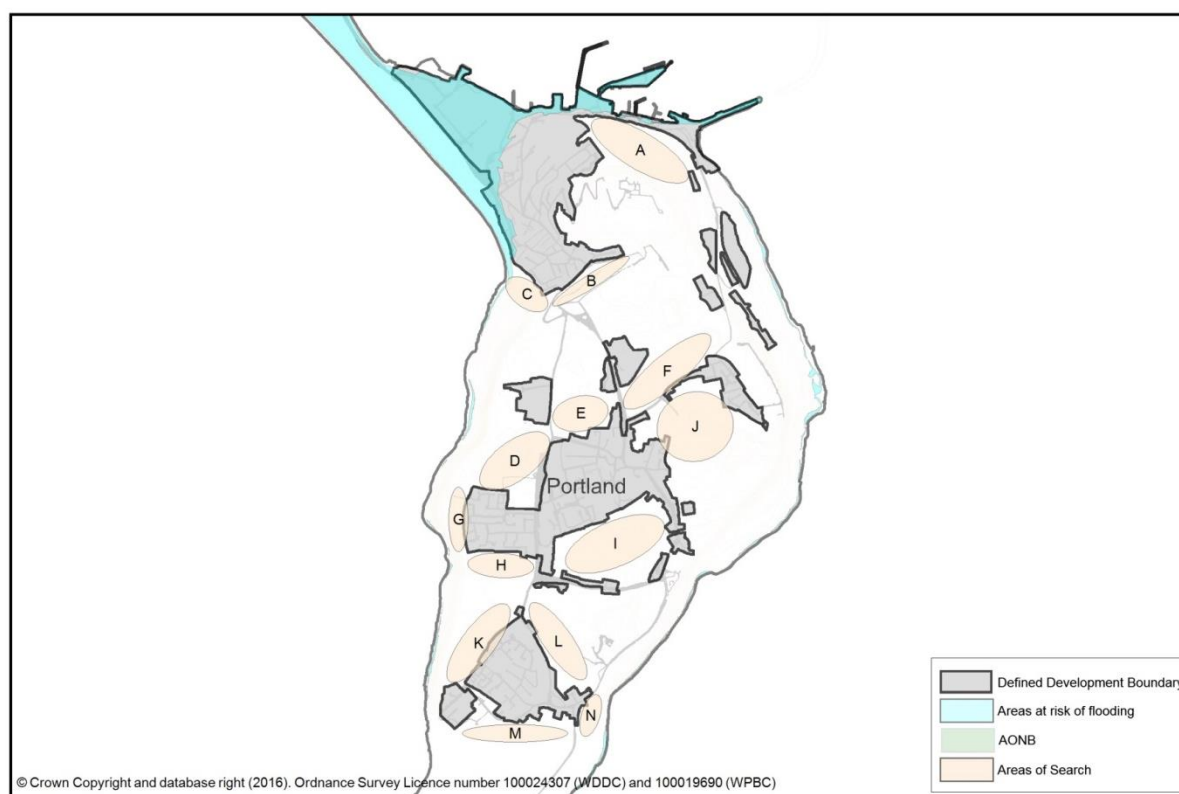 A
B
C
F
E
J
D
Portland
G
I
H
K
L
N
M
Defined Development Boundary
Areas at risk of flooding
AONB
Areas of Search
© Crown Copyright and database right (2016). Ordnance Survey Licence number 100024307 (WDDC) and 100019690 (WPBC)